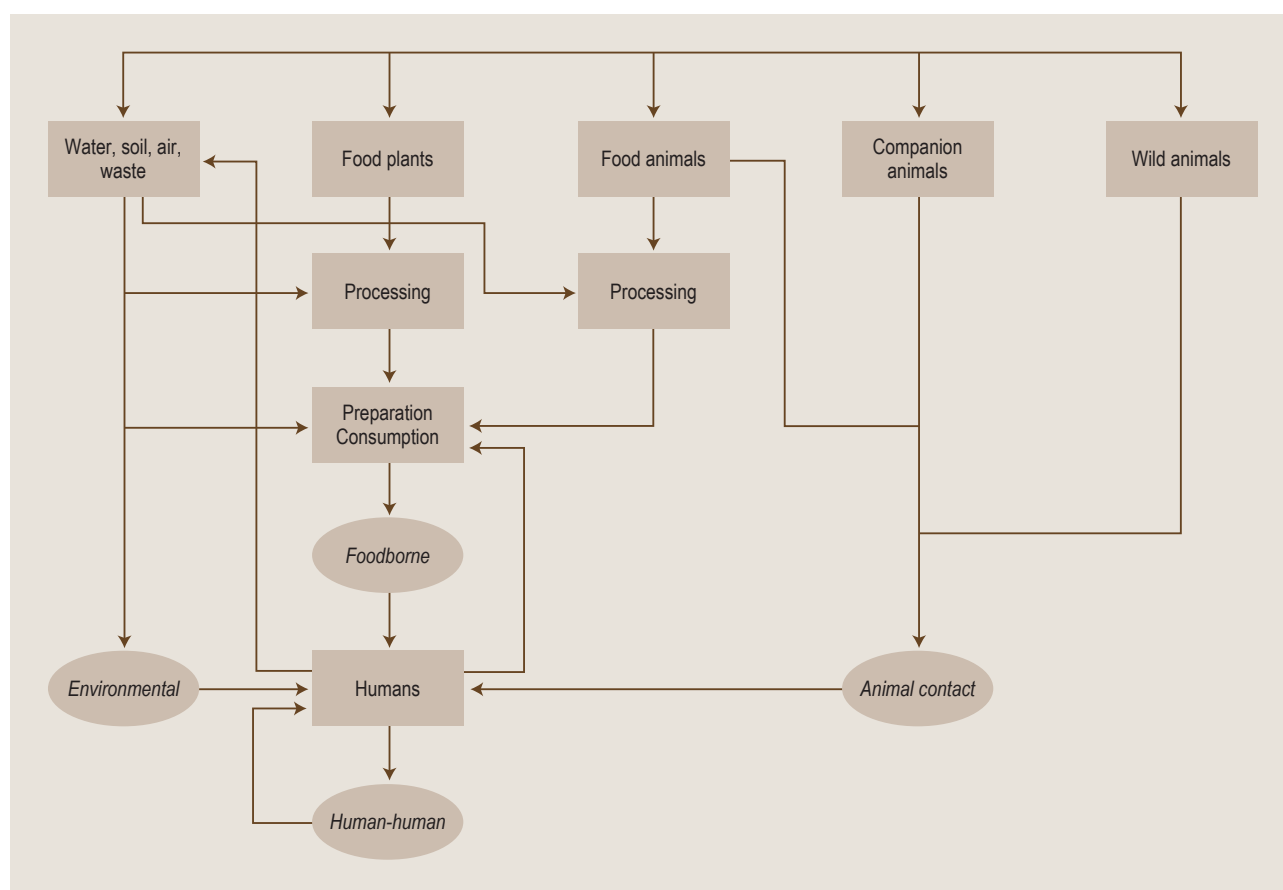 Water, soil, air,
waste
Food plants
Food animals
Companion
animals
Wild animals
Processing
Processing
Preparation
Consumption
Foodborne
Environmental
Humans
Animal contact
Human-human